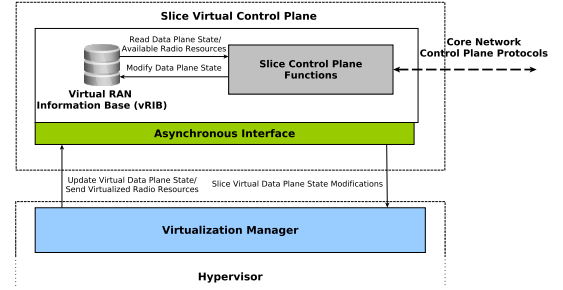 Slice Virtual Control Plane
Read Data Plane State/
Available Radio Resources
Modify Data Plane State
Virtual RAN
Information Base (vRIB)
Slice Control Plane
Functions
Core Network
Control Plane Protocols
Asynchronous Interface
Update Virtual Data Plane State/
Send Virtualized Radio Resources
Slice Virtual Data Plane State Modifications
Virtualization Manager
Hypervisor